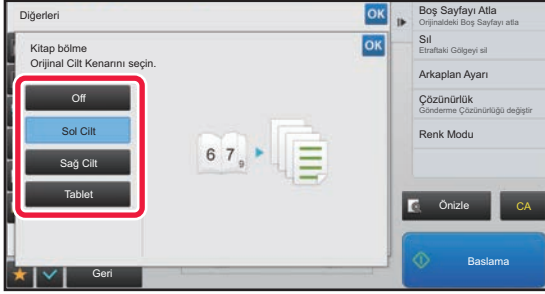 Diğerleri
OK
Kitap bölme
Orijinal Cilt Kenarını seçin.
OK
Off
Sol Cilt
Sağ Cilt
Tablet
6 7 9
Geri
Boş Sayfayı Atla
Orijinaldeki Boş Sayfayı atla
Sıl
Etraftaki Gölgeyi sil
Arkaplan Ayarı
Çözünürlük
Gönderme Çözünürlüğü değiştir
Renk Modu
Önizle
CA
Baslama